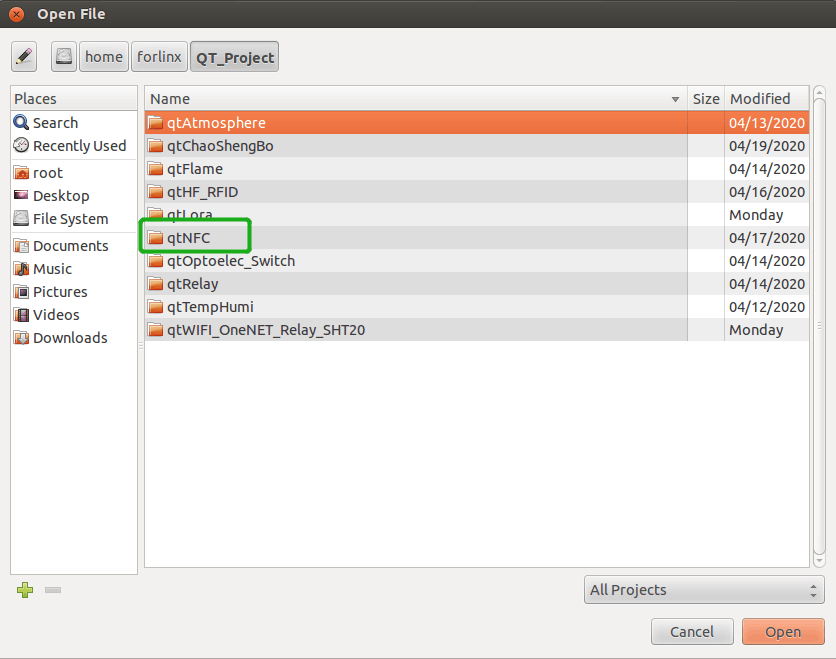 Open File
home forlinx QT_Project
Places
Search
Recently Used
root
Desktop
File System
Documents
Music
Pictures
Videos
Downloads
Name Size Modified
qtAtmosphere 04/13/2020
qtChaoShengBo 04/19/2020
qtFlame 04/14/2020
qtHF_RFID 04/16/2020
qtLora Monday
qtNFC 04/17/2020
qtOptoelec_Switch 04/14/2020
qtRelay 04/14/2020
qtTempHumi 04/12/2020
qtWIFI_OneNET_Relay_SHT20 Monday
All Projects
Cancel Open